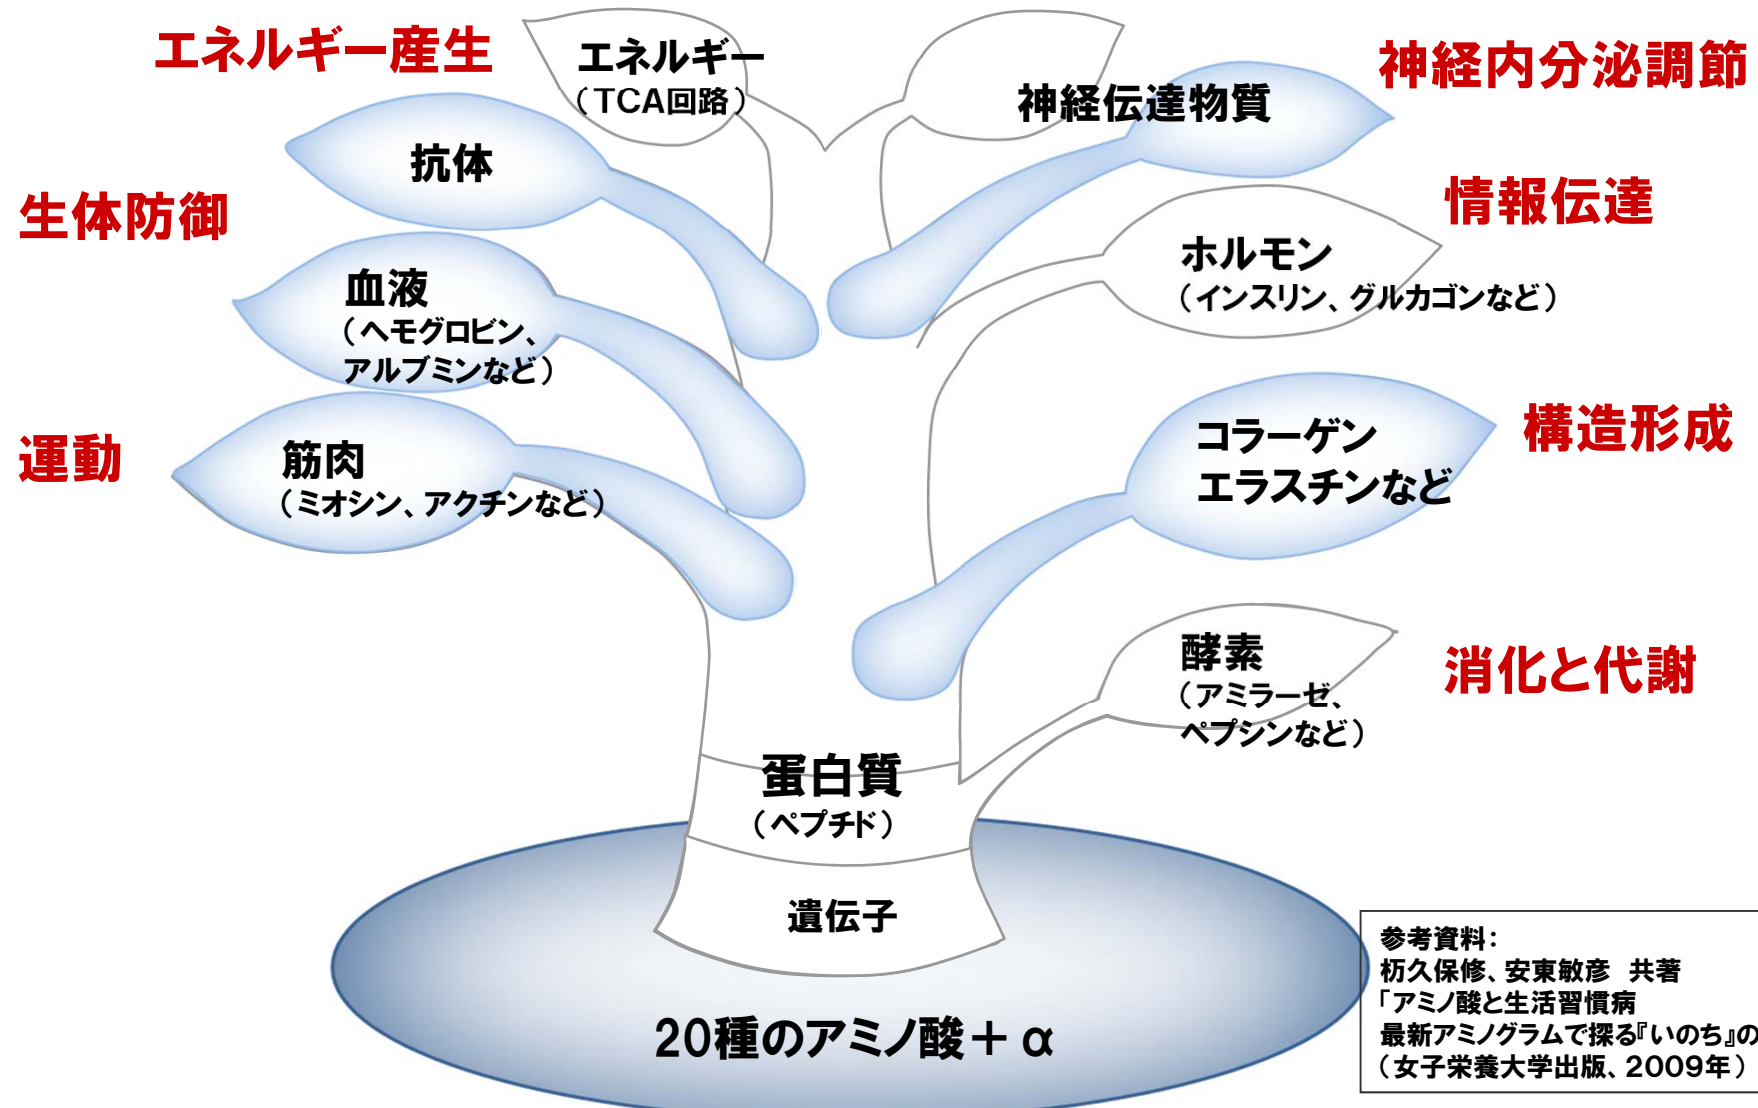 エネルギー産生
エネルギー
（TCA回路）
神経伝達物質
神経内分泌調節
抗体
生体防御
情報伝達
血液
（ヘモグロビン、
アルブミンなど）
ホルモン
（インスリン、グルカゴンなど）
運動
筋肉
（ミオシン、アクチンなど）
コラーゲン
エラスチンなど
構造形成
酵素
（アミラーゼ、
ペプシンなど）
消化と代謝
蛋白質
（ペプチド）
遺伝子
20種のアミノ酸＋α
参考資料：
栃久保修、安東敏彦　共著
「アミノ酸と生活習慣病
最新アミノグラムで探る『いのち』の
（女子栄養大学出版、2009年）